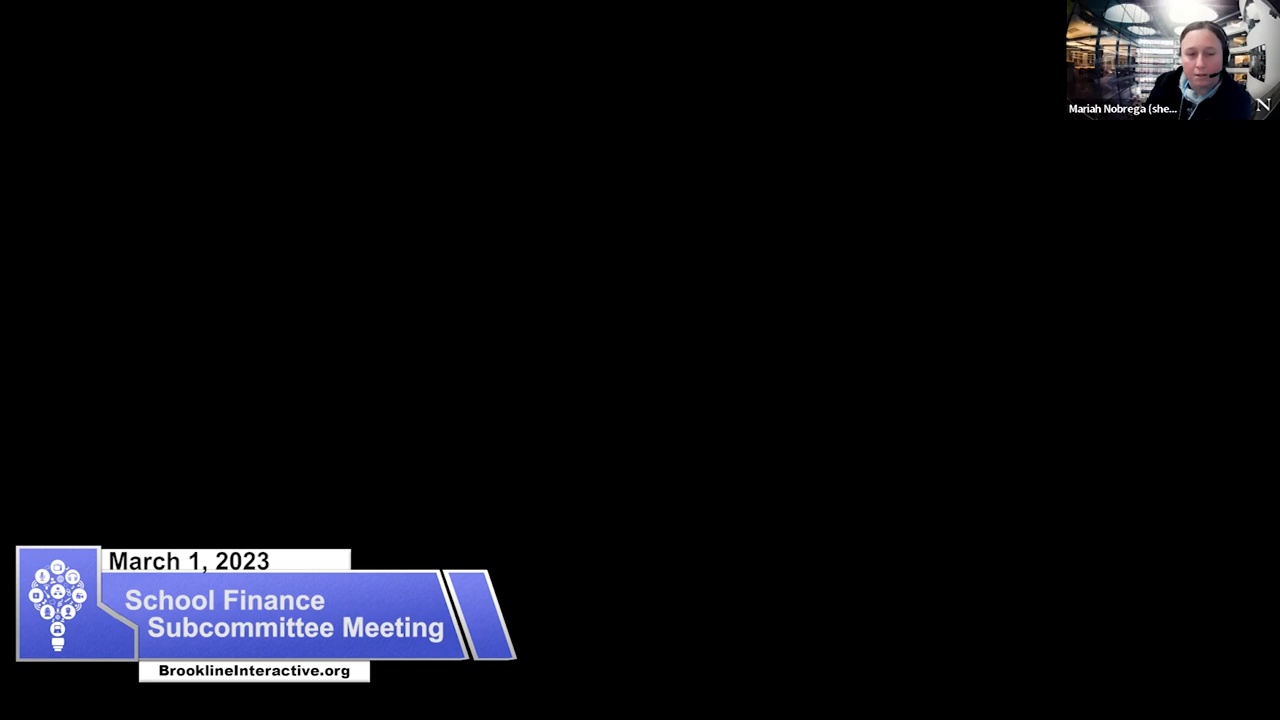 Mariah Nobrega (she...
N
March 1, 2023
School Finance
Subcommittee Meeting
BrooklineInteractive.org